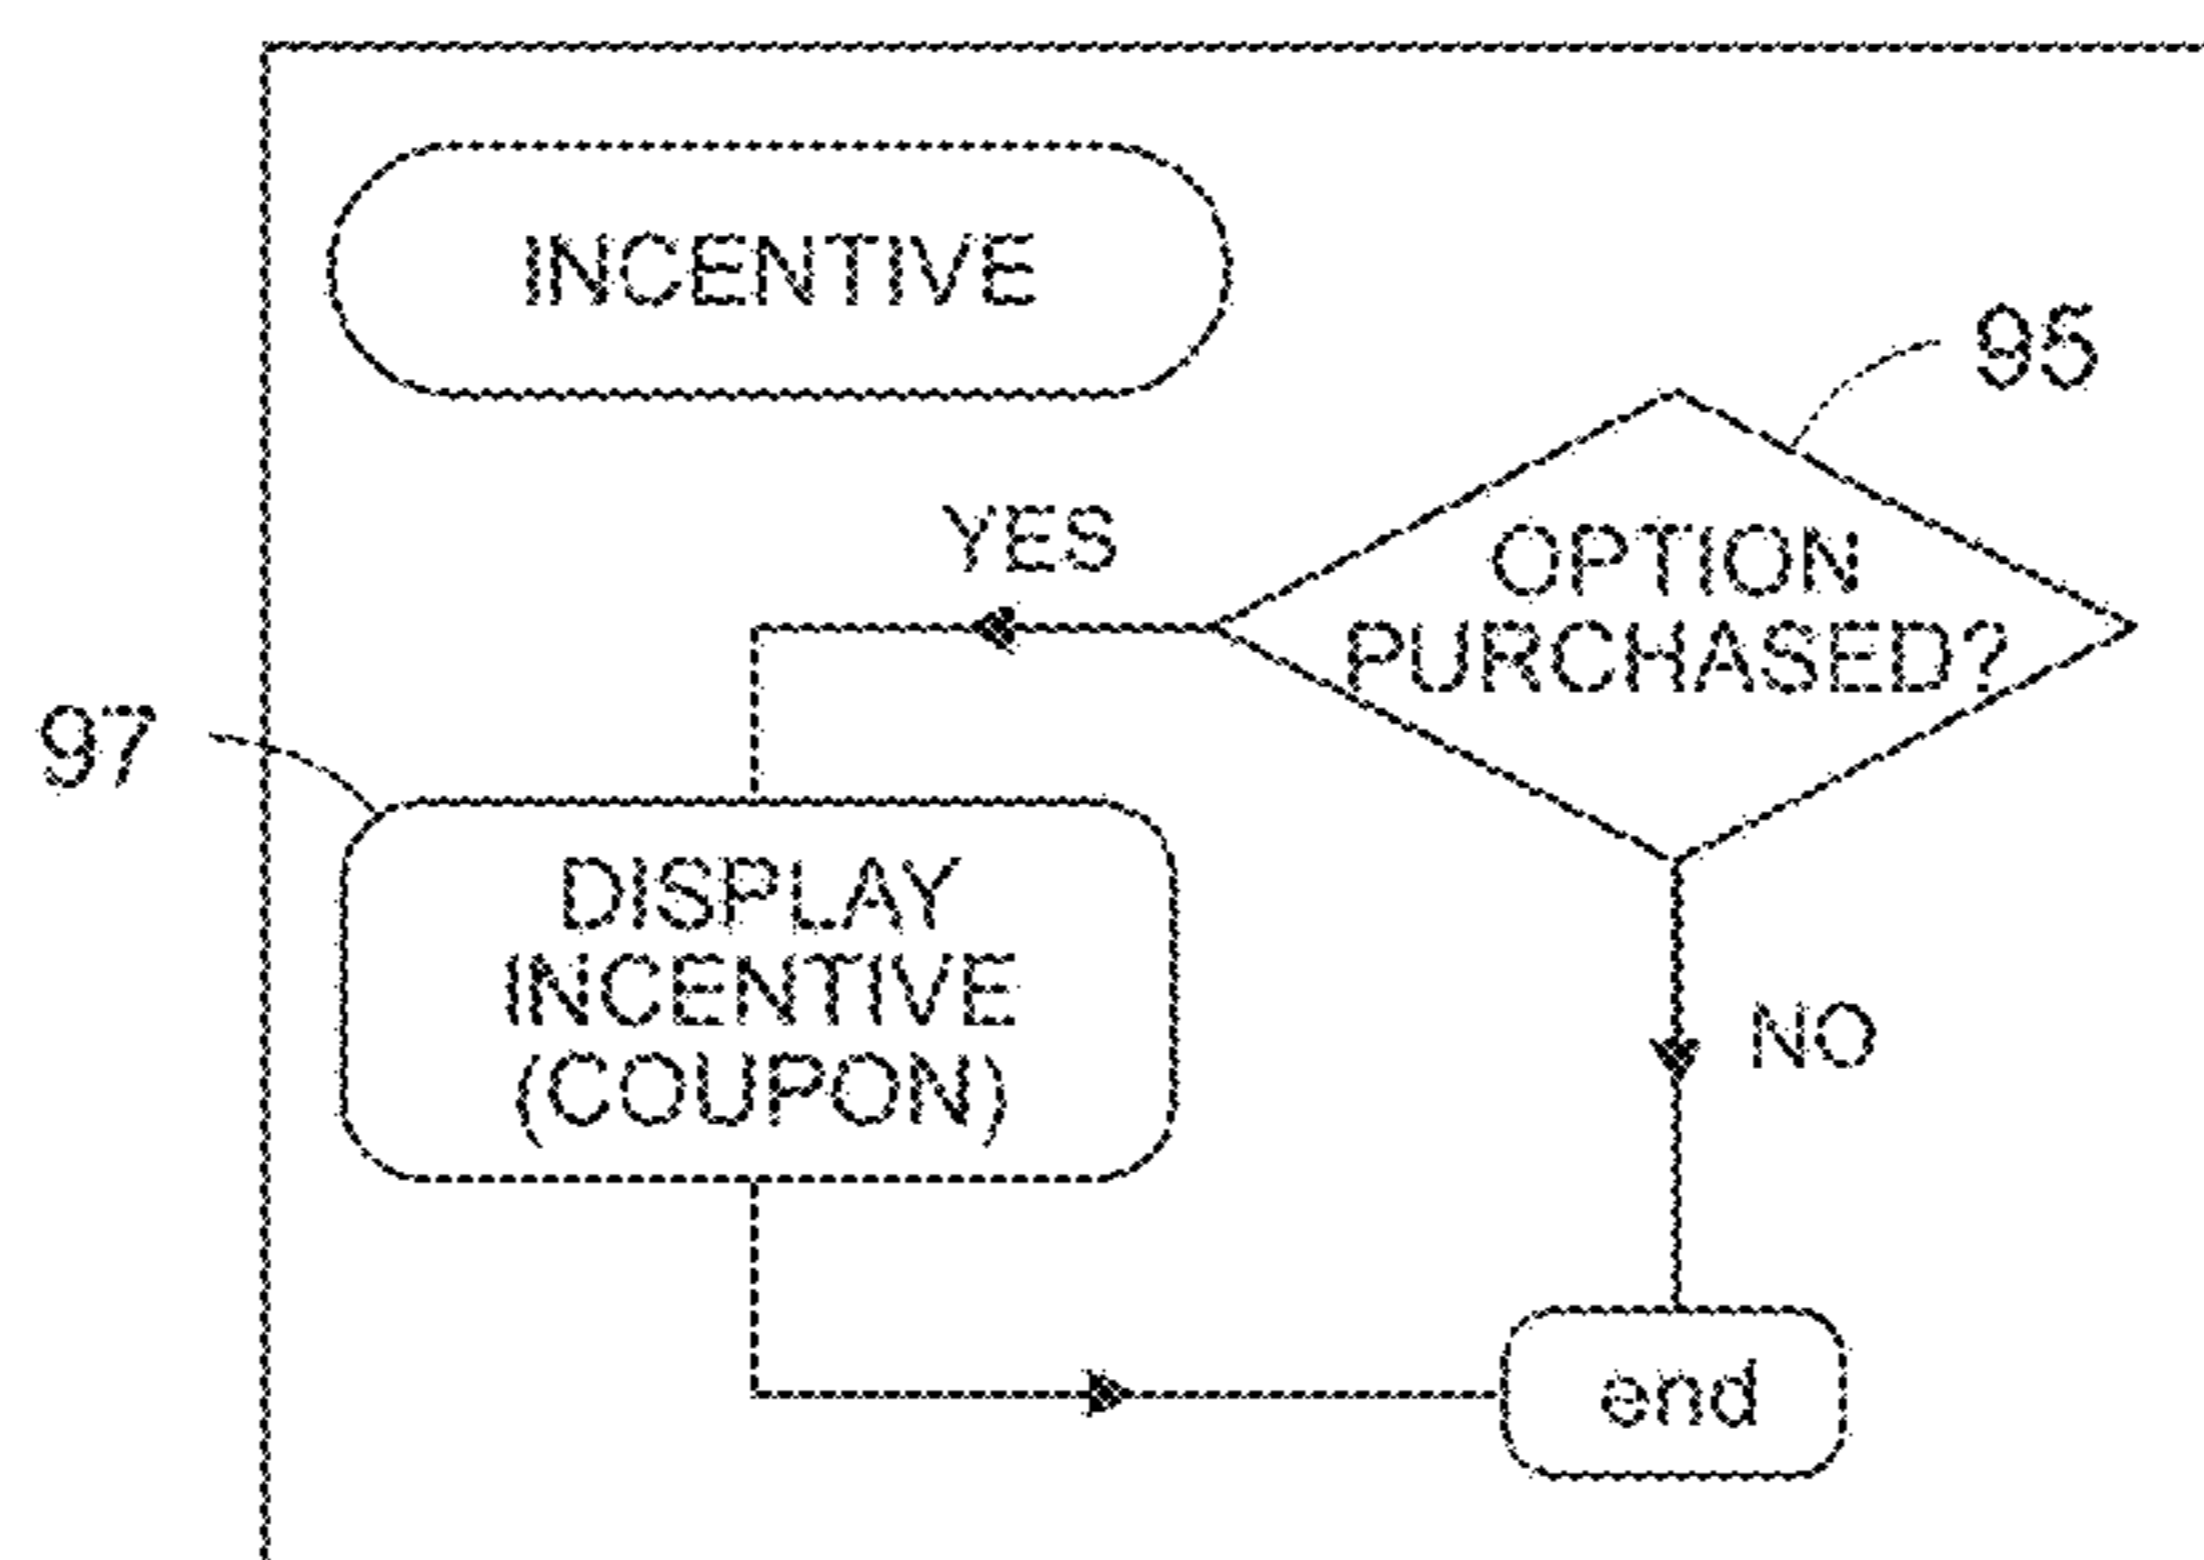 INCENTIVE
95
YES
OPTION
PURCHASED?
97
DISPLAY
INCENTIVE
(COUPON)
NO
end